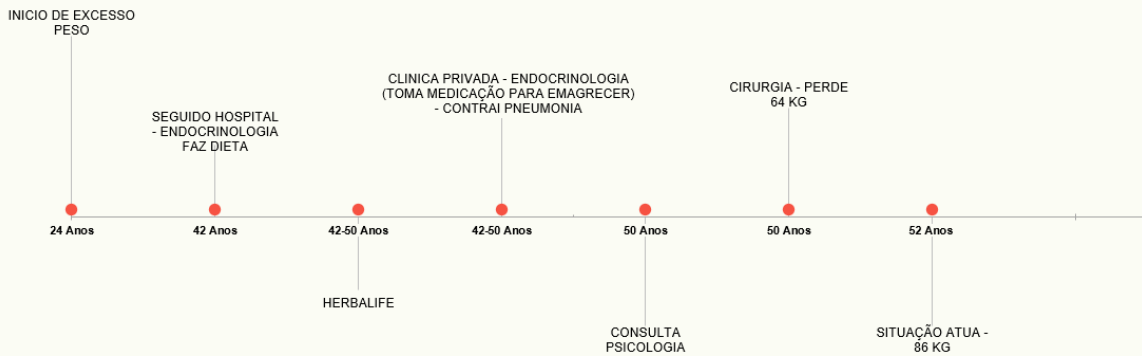 INICIO DE EXCESSO
PESO
SEGUIDO HOSPITAL
- ENDOCRINOLOGIA
FAZ DIETA
CLINICA PRIVADA - ENDOCRINOLOGIA
(TOMA MEDICAÇÃO PARA EMAGRECER)
- CONTRAI PNEUMONIA
CIRURGIA - PERDE
64 KG
24 Anos
42 Anos
42-50 Anos
42-50 Anos
50 Anos
50 Anos
52 Anos
HERBALIFE
CONSULTA
PSICOLOGIA
SITUAÇÃO ATUA -
86 KG